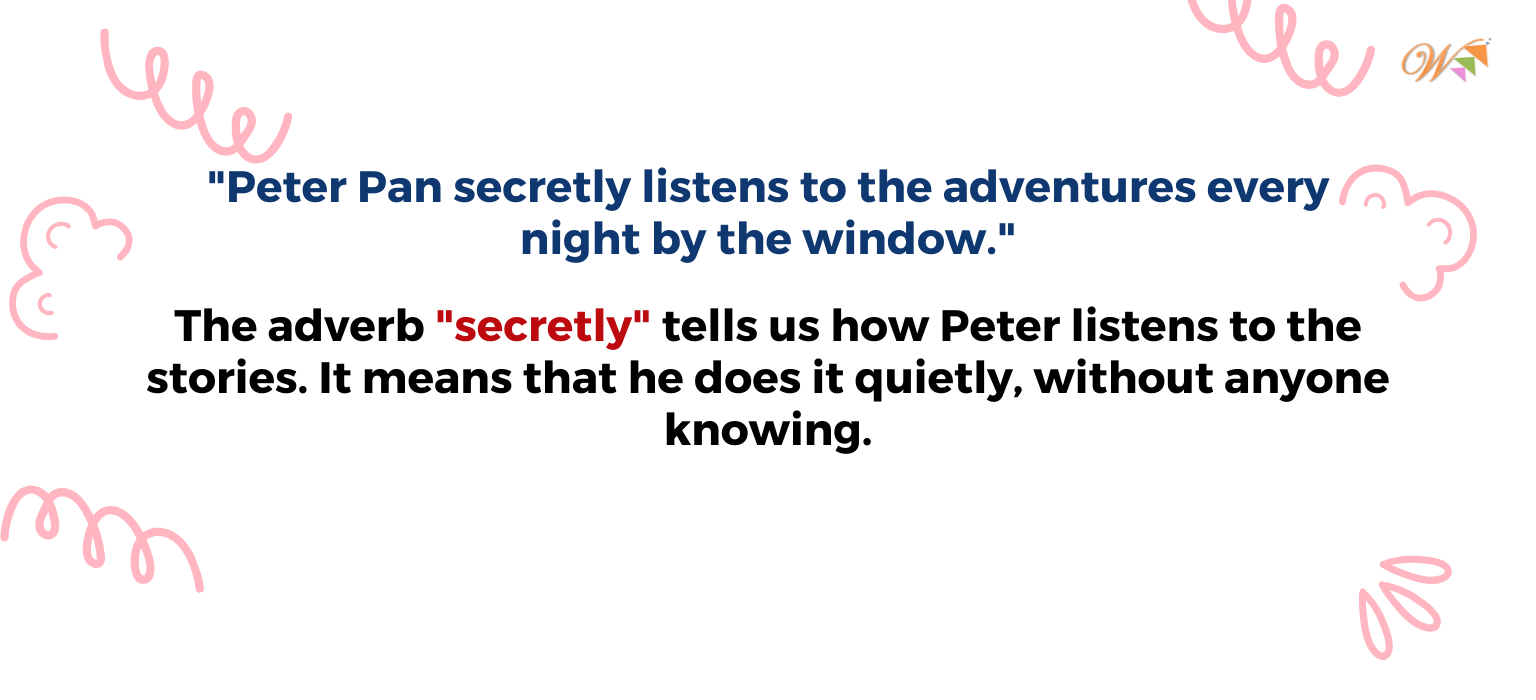 "Peter Pan secretly listens to the adventures every
night by the window."
The adverb "secretly" tells us how Peter listens to the
stories. It means that he does it quietly, without anyone
knowing.
W